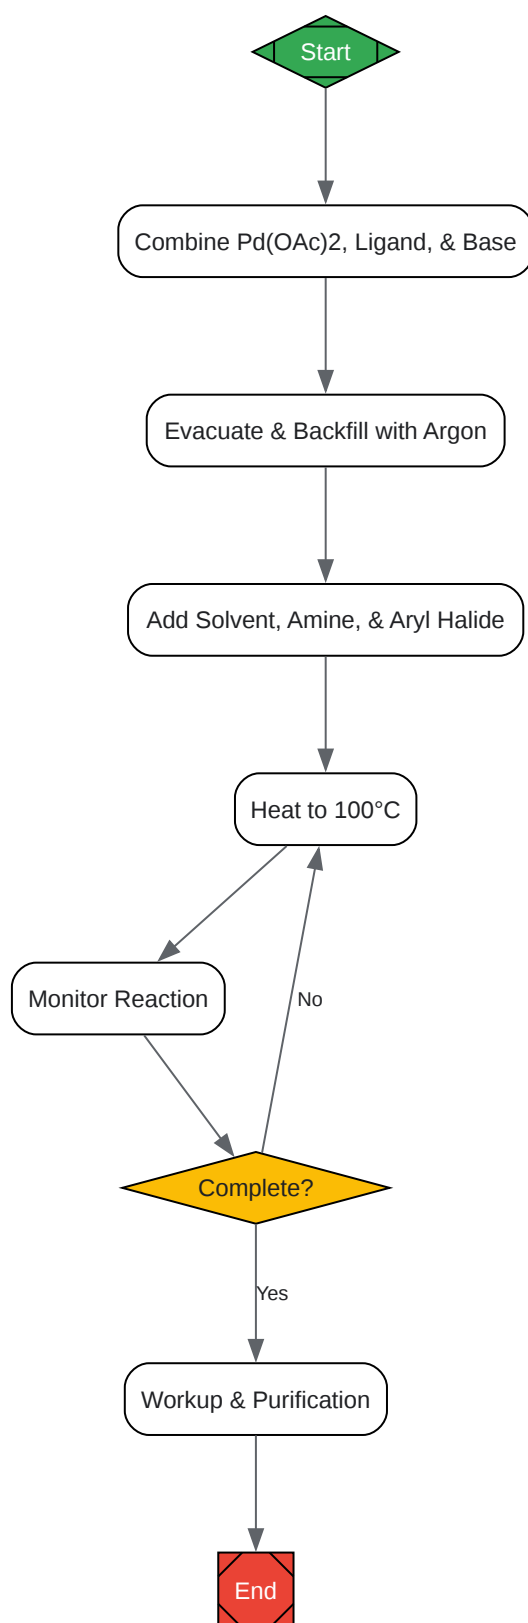 Start
Combine Pd(OAc)2, Ligand, & Base
Evacuate & Backfill with Argon
Add Solvent, Amine, & Aryl Halide
Heat to 100°C
Monitor Reaction
No
Complete?
Yes
Workup & Purification
End